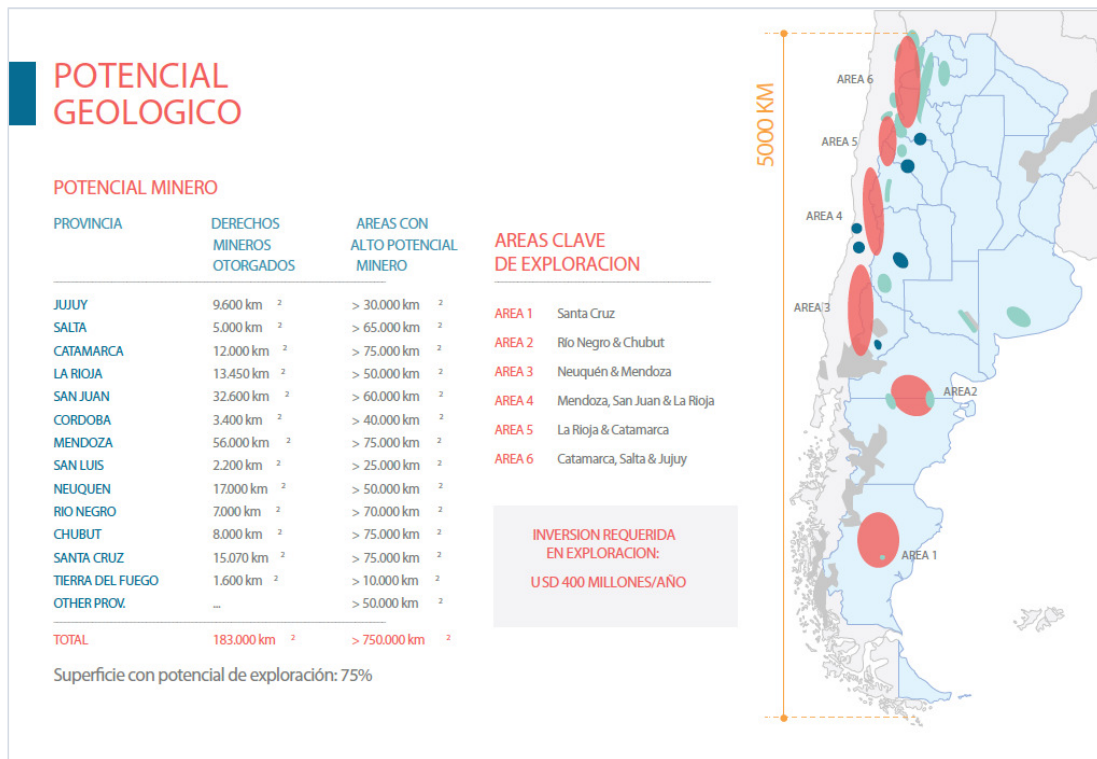 POTENCIAL
GEOLOGICO
POTENCIAL MINERO
PROVINCIA DERECHOS MINEROS OTORGADOS AREAS CON ALTO POTENCIAL MINERO
JUJUY 9.600 km ² > 30.000 km ²
SALTA 5.000 km ² > 65.000 km ²
CATAMARCA 12.000 km ² > 75.000 km ²
LA RIOJA 13.450 km ² > 50.000 km ²
SAN JUAN 32.600 km ² > 60.000 km ²
CORDOBA 3.400 km ² > 40.000 km ²
MENDOZA 56.000 km ² > 75.000 km ²
SAN LUIS 2.200 km ² > 25.000 km ²
NEUQUEN 17.000 km ² > 50.000 km ²
RIO NEGRO 7.000 km ² > 70.000 km ²
CHUBUT 8.000 km ² > 75.000 km ²
SANTA CRUZ 15.070 km ² > 75.000 km ²
TIERRA DEL FUEGO 1.600 km ² > 10.000 km ²
OTHER PROV. ... > 50.000 km ²
TOTAL 183.000 km ² > 750.000 km ²
Superficie con potencial de exploración: 75%
AREAS CLAVE
DE EXPLORACION
AREA 1 Santa Cruz
AREA 2 Río Negro & Chubut
AREA 3 Neuquén & Mendoza
AREA 4 Mendoza, San Juan & La Rioja
AREA 5 La Rioja & Catamarca
AREA 6 Catamarca, Salta & Jujuy
INVERSION REQUERIDA
EN EXPLORACION:
USD 400 MILLONES/AÑO
5000 KM
AREA 6
AREA 5
AREA 4
AREA 3
AREA2
AREA 1